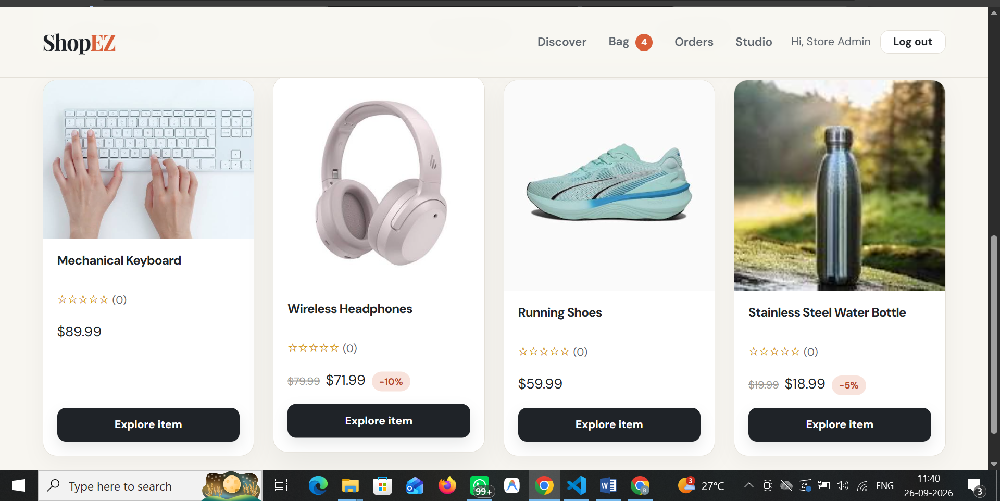 ShopEZ
Discover Bag 4 Orders Studio Hi, Store Admin Log out
Mechanical Keyboard
☆☆☆☆☆ (0)
$89.99
Explore item
Wireless Headphones
☆☆☆☆☆ (0)
$79.99 $71.99 -10%
Explore item
Running Shoes
☆☆☆☆☆ (0)
$59.99
Explore item
Stainless Steel Water Bottle
☆☆☆☆☆ (0)
$19.99 $18.99 -5%
Explore item
Type here to search
99+
R
3
27°C
ENG
11:40
26-09-2026
3